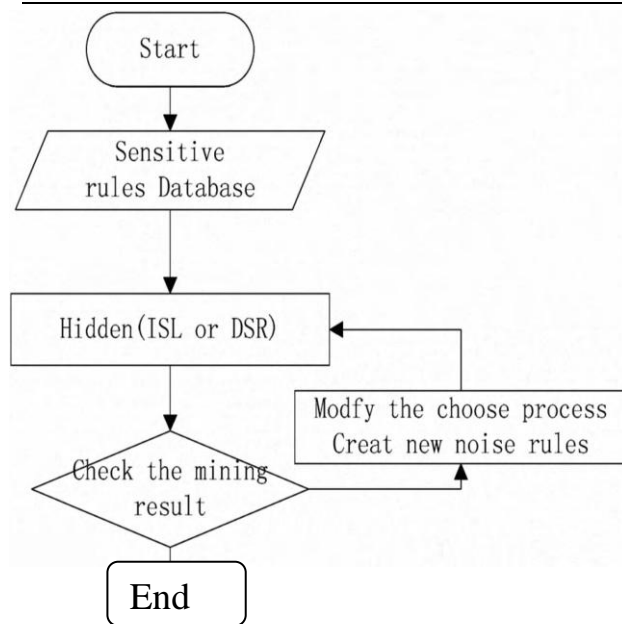 Start
Sensitive
rules Database
Hidden(ISL or DSR)
Modfy the choose process
Creat new noise rules
Check the mining
result
End